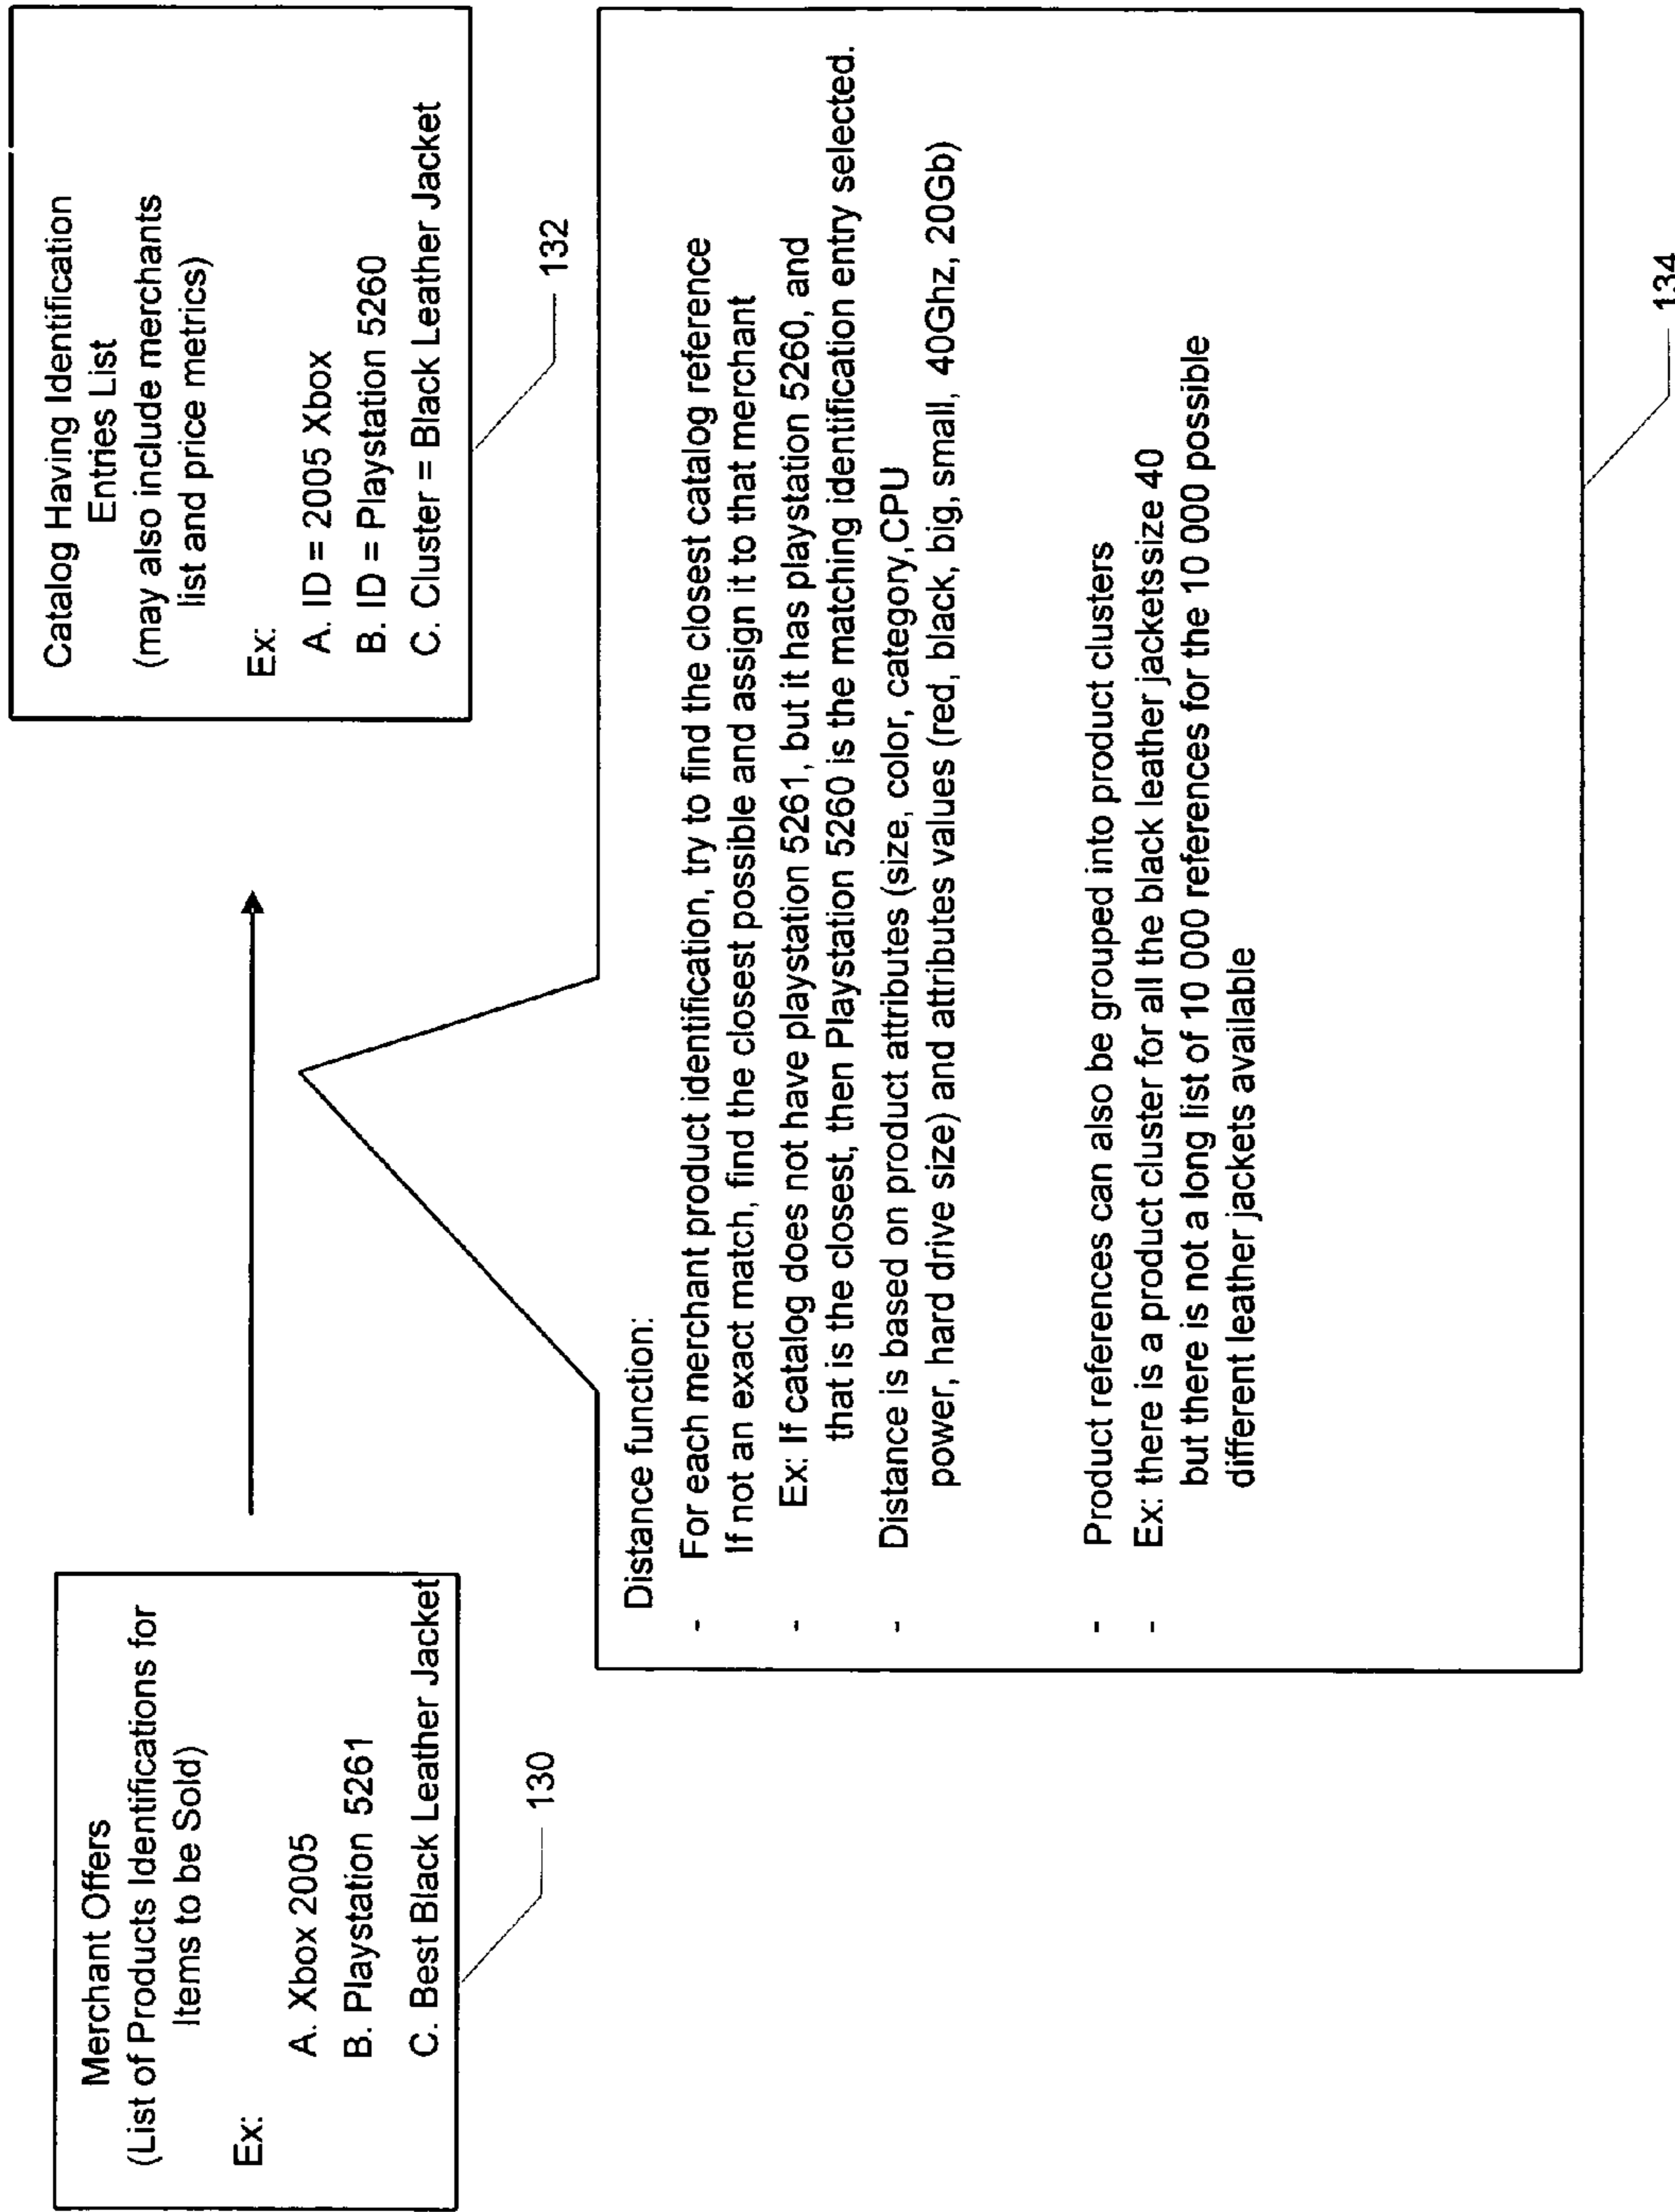 Merchant Offers
(List of Products Identifications for
Items to be Sold)
Ex:
A. Xbox 2005
B. Playstation 5261
C. Best Black Leather Jacket
130
Catalog Having Identification
Entries List
(may also include merchants
list and price metrics)
Ex:
A. ID = 2005 Xbox
B. ID = Playstation 5260
C. Cluster = Black Leather Jacket
132
Distance function:
- For each merchant product identification, try to find the closest catalog reference
If not an exact match, find the closest possible and assign it to that merchant
- Ex: If catalog does not have playstation 5261, but it has playstation 5260, and
that is the closest, then Playstation 5260 is the matching identification entry selected.
- Distance is based on product attributes (size, color, category,CPU
power, hard drive size) and attributes values (red, black, big, small, 40Ghz, 20Gb)
- Product references can also be grouped into product clusters
- Ex: there is a product cluster for all the black leather jacketssize 40
but there is not a long list of 10 000 references for the 10 000 possible
different leather jackets available
134